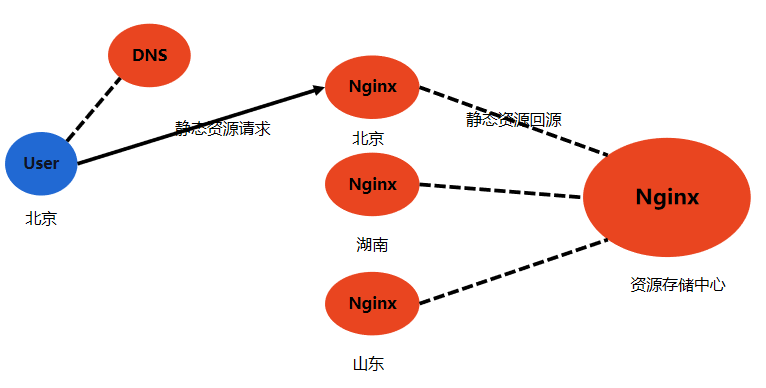 DNS
Nginx
静态资源请求
静态资源回源
北京
User
Nginx
Nginx
北京
湖南
资源存储中心
Nginx
山东